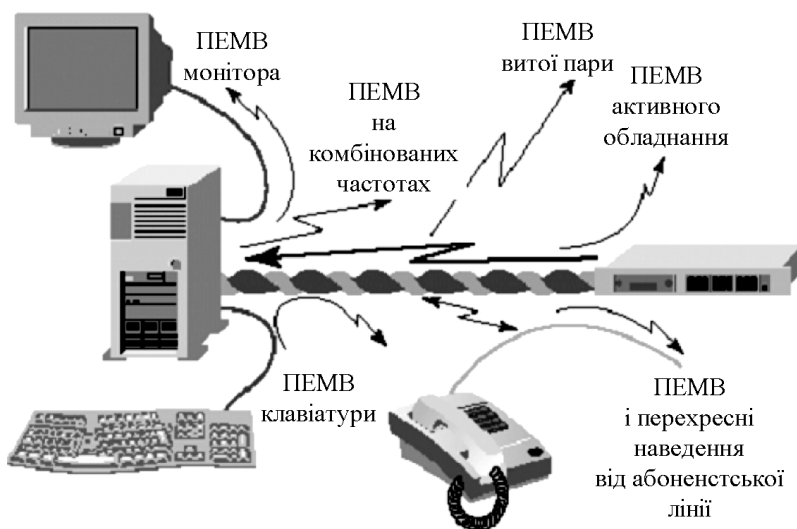 ПЕМВ
монітора
ПЕМВ
на
комбінованих
частотах
ПЕМВ
витої пари
ПЕМВ
активного
обладнання
ПЕМВ
клавіатури
ПЕМВ
і перехресні
наведення
від абоненстської
лінії